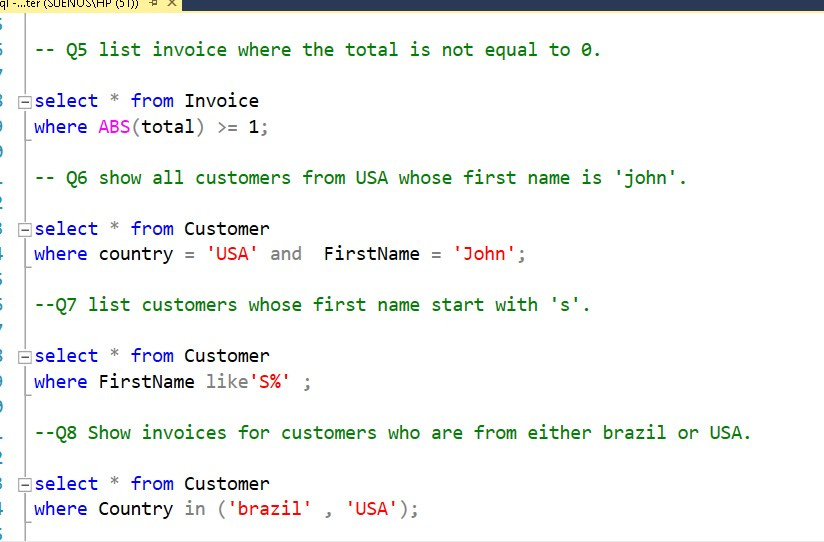 ql -...ter (SUENOS\HP (51))
-- Q5 list invoice where the total is not equal to 0.
select * from Invoice
where ABS(total) >= 1;
-- Q6 show all customers from USA whose first name is 'john'.
select * from Customer
where country = 'USA' and  FirstName = 'John';
--Q7 list customers whose first name start with 's'.
select * from Customer
where FirstName like'S%' ;
--Q8 Show invoices for customers who are from either brazil or USA.
select * from Customer
where Country in ('brazil' , 'USA');